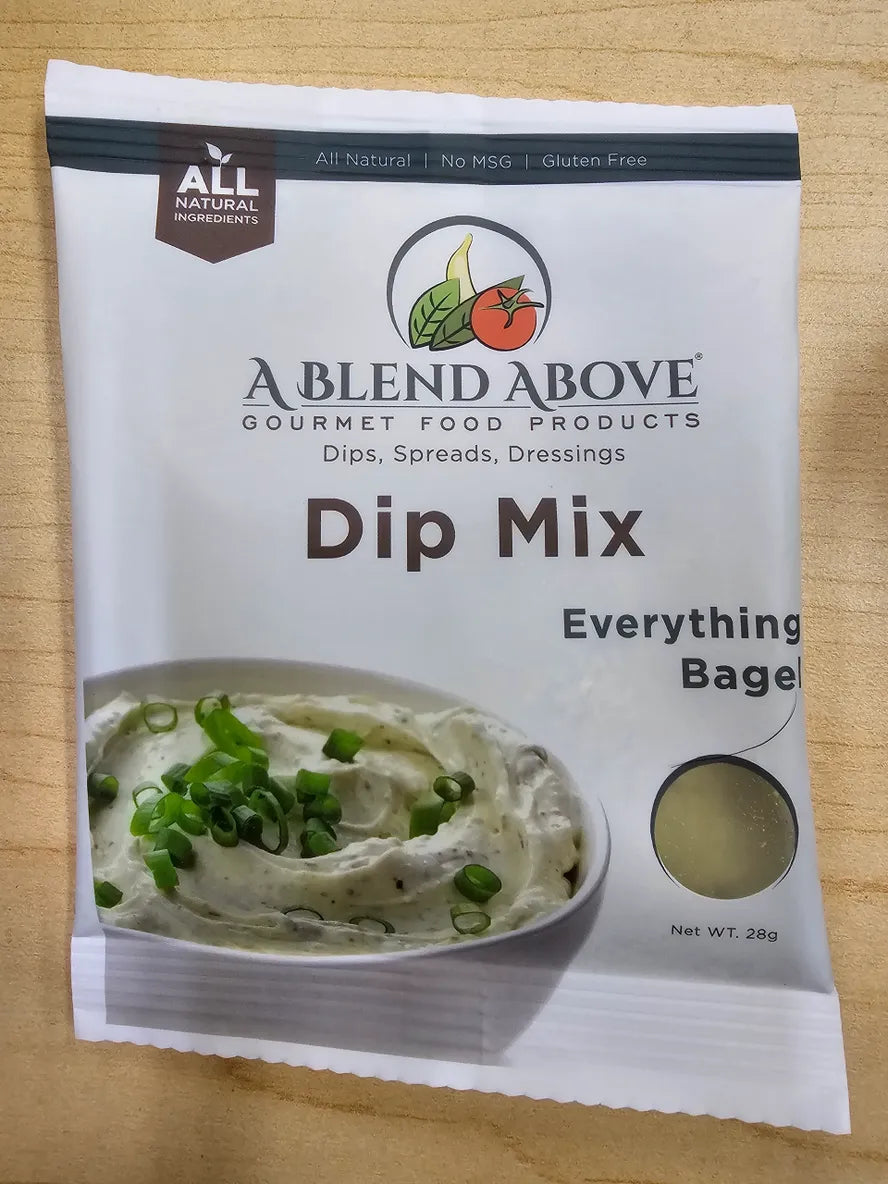 All Natural | No MSG | Gluten Free
ALL
NATURAL
INGREDIENTS
A BLEND ABOVE®
GOURMET FOOD PRODUCTS
Dips, Spreads, Dressings
Dip Mix
Everything
Bagel
Net WT. 28g